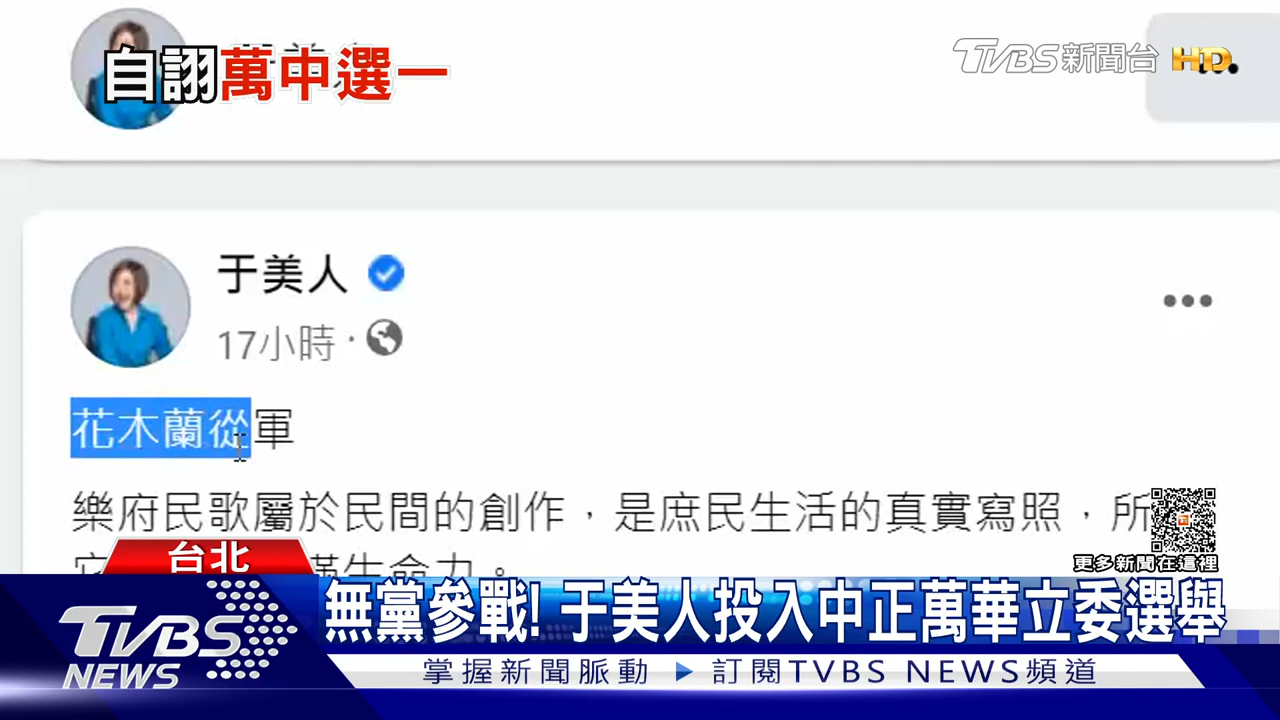 自詡萬中選一
TVBS新聞台 HD
于美人
17小時
花木蘭從軍
樂府民歌屬於民間的創作，是庶民生活的真實寫照，所
生命力。
更多新聞在這裡
台北
無黨參戰! 于美人投入中正萬華立委選舉
TVBS NEWS
掌握新聞脈動 ▶ 訂閱TVBS NEWS頻道